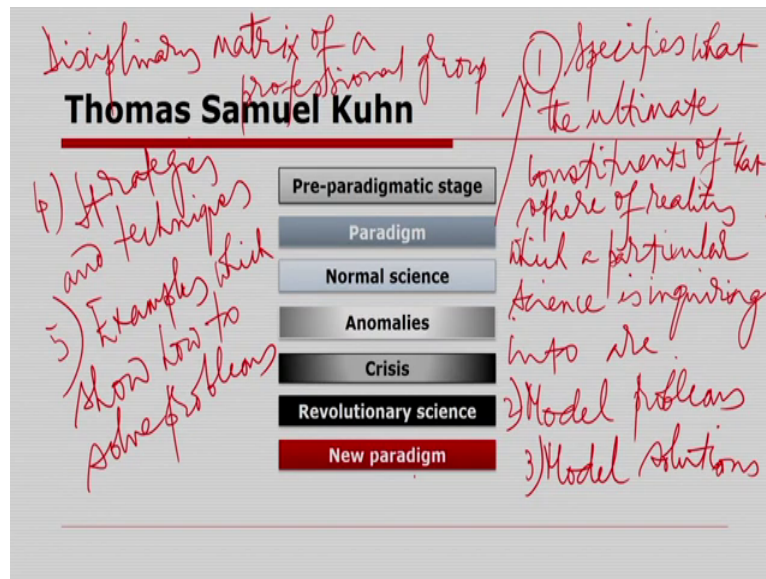 Disciplinary matrix of a
professional group
Thomas Samuel Kuhn
Pre-paradigmatic stage
Paradigm
Normal science
Anomalies
Crisis
Revolutionary science
New paradigm
1 Specifies what
the ultimate
constituents of that
sphere of reality
which a particular
science is inquiring
into are.
2) Model problems
3) Model solutions
4) Strategies
and techniques
5) Examples which
show how to
solve problems